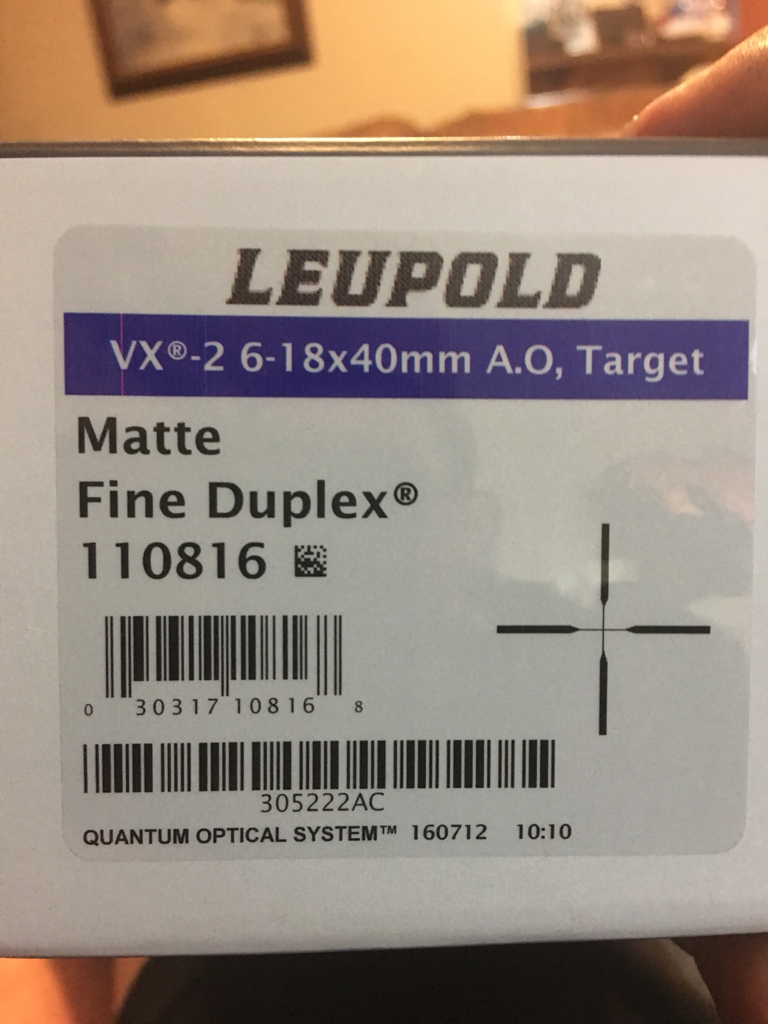 LEUPOLD
VX®-2 6-18x40mm A.O, Target
Matte
Fine Duplex®
110816
0 30317 10816 8
305222AC
QUANTUM OPTICAL SYSTEM™ 160712 10:10